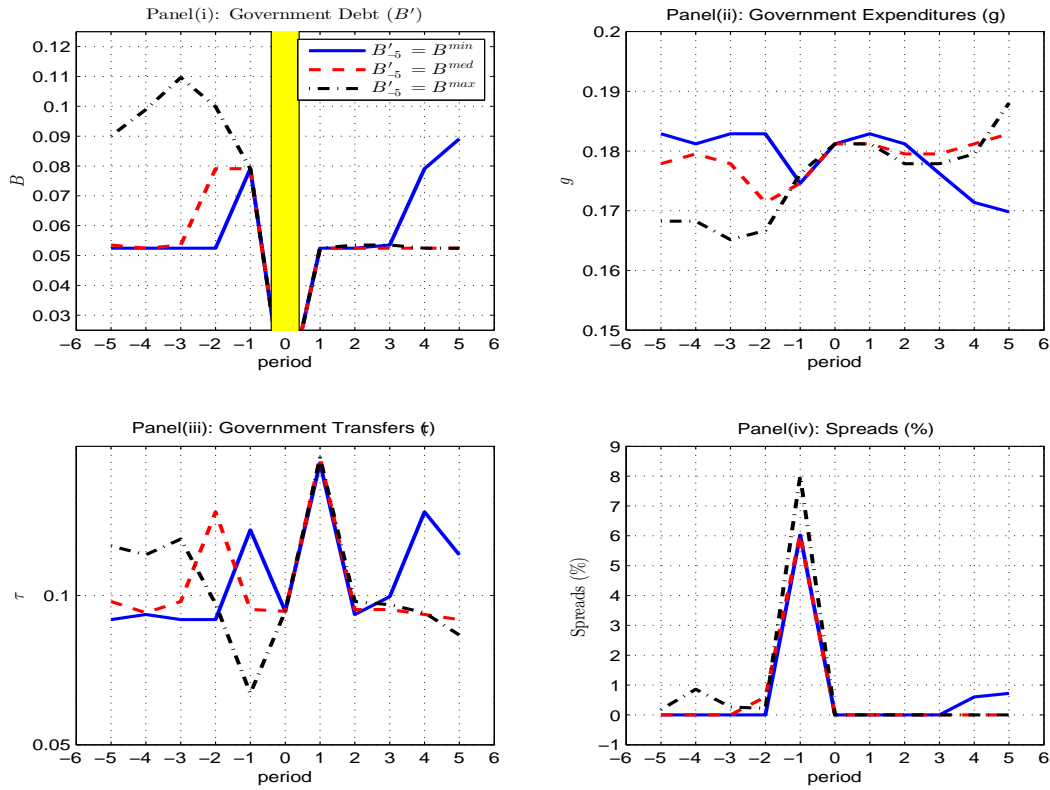 Panel(i): Government Debt (B′)
0.12
0.11
0.1
0.09
0.08
0.07
0.06
0.05
0.04
0.03
B
−6 −5 −4 −3 −2 −1 0 1 2 3 4 5 6
period
B′₋₅ = Bᵐⁱⁿ
B′₋₅ = Bᵐᵉᵈ
B′₋₅ = Bᵐᵃˣ
Panel(ii): Government Expenditures (g)
0.2
0.19
0.18
0.17
0.16
0.15
g
−6 −5 −4 −3 −2 −1 0 1 2 3 4 5 6
period
Panel(iii): Government Transfers (τ)
0.1
0.05
τ
−6 −5 −4 −3 −2 −1 0 1 2 3 4 5 6
period
Panel(iv): Spreads (%)
9
8
7
6
5
4
3
2
1
0
−1
Spreads (%)
−6 −5 −4 −3 −2 −1 0 1 2 3 4 5 6
period